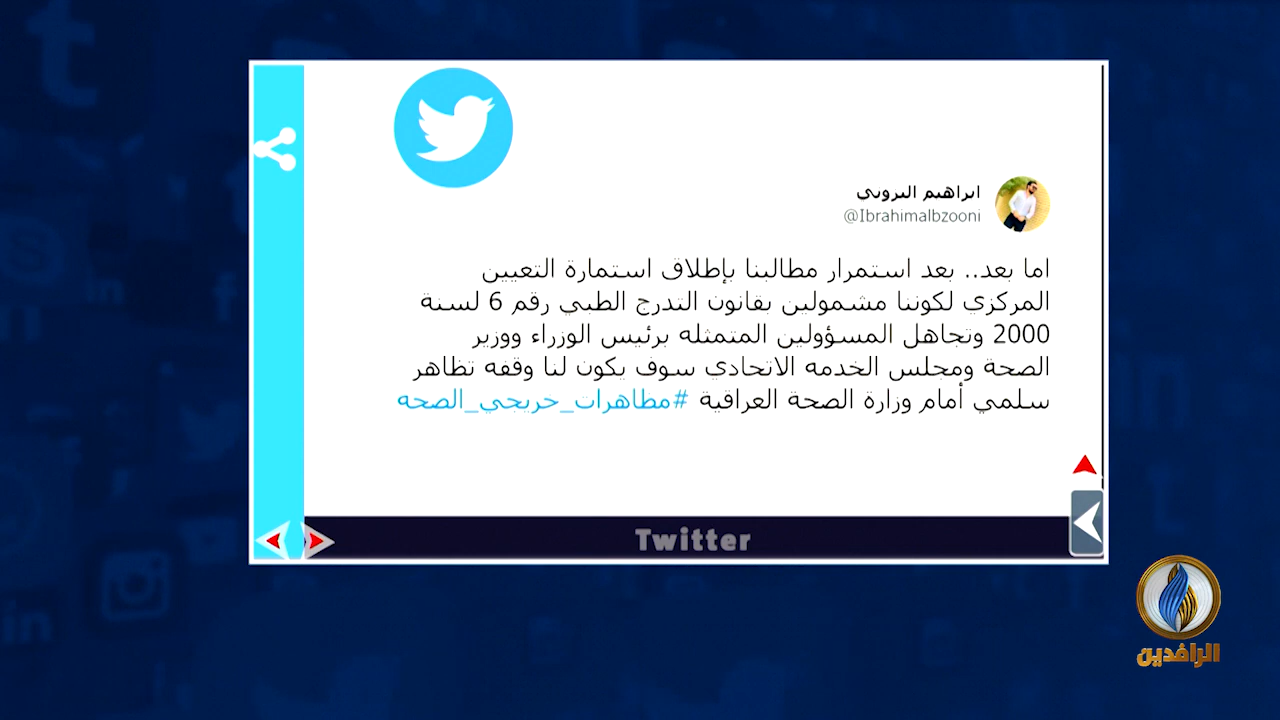 ابراهيم البزوني
@Ibrahimalbzooni
اما بعد.. بعد استمرار مطالبنا بإطلاق استمارة التعيين
المركزي لكوننا مشمولين بقانون التدرج الطبي رقم 6 لسنة
2000 وتجاهل المسؤولين المتمثله برئيس الوزراء ووزير
الصحة ومجلس الخدمه الاتحادي سوف يكون لنا وقفه تظاهر
سلمي أمام وزارة الصحة العراقية #مظاهرات_خريجي_الصحه
Twitter
الرافدين